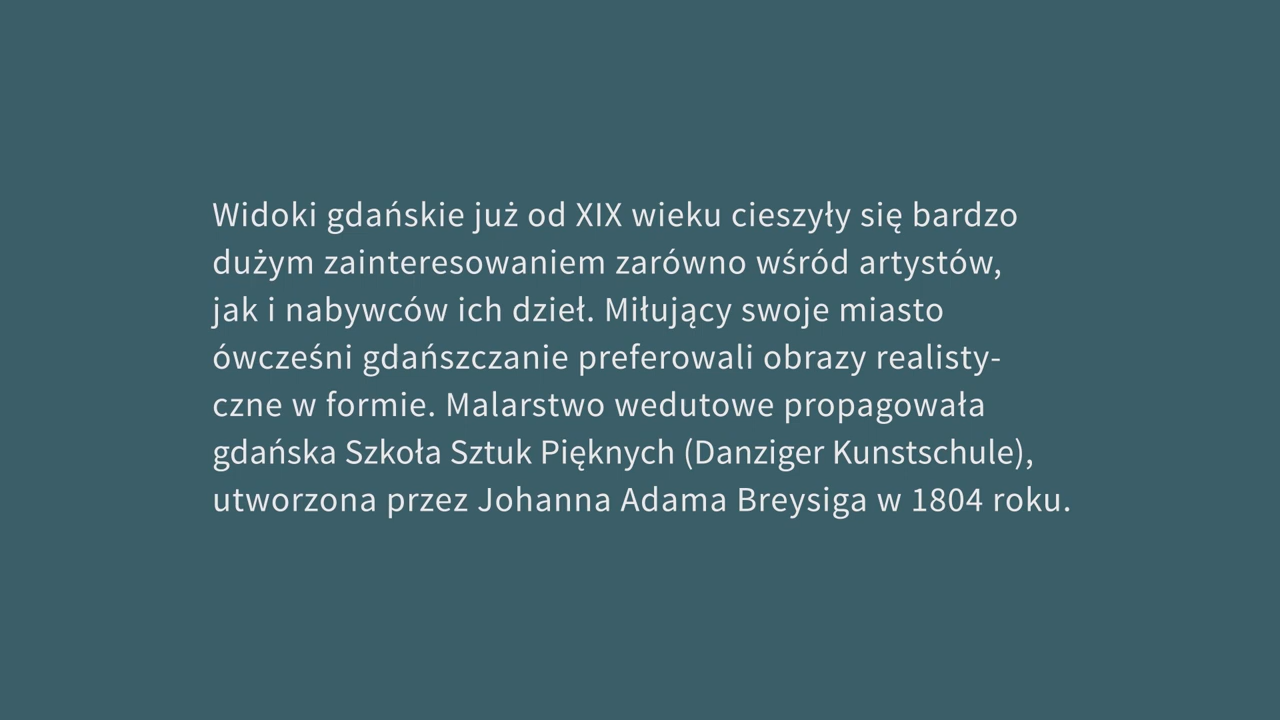 Widoki gdańskie już od XIX wieku cieszyły się bardzo
dużym zainteresowaniem zarówno wśród artystów,
jak i nabywców ich dzieł. Miłujący swoje miasto
ówcześni gdańszczanie preferowali obrazy realisty-
czne w formie. Malarstwo wedutowe propagowała
gdańska Szkoła Sztuk Pięknych (Danziger Kunstschule),
utworzona przez Johanna Adama Breysiga w 1804 roku.